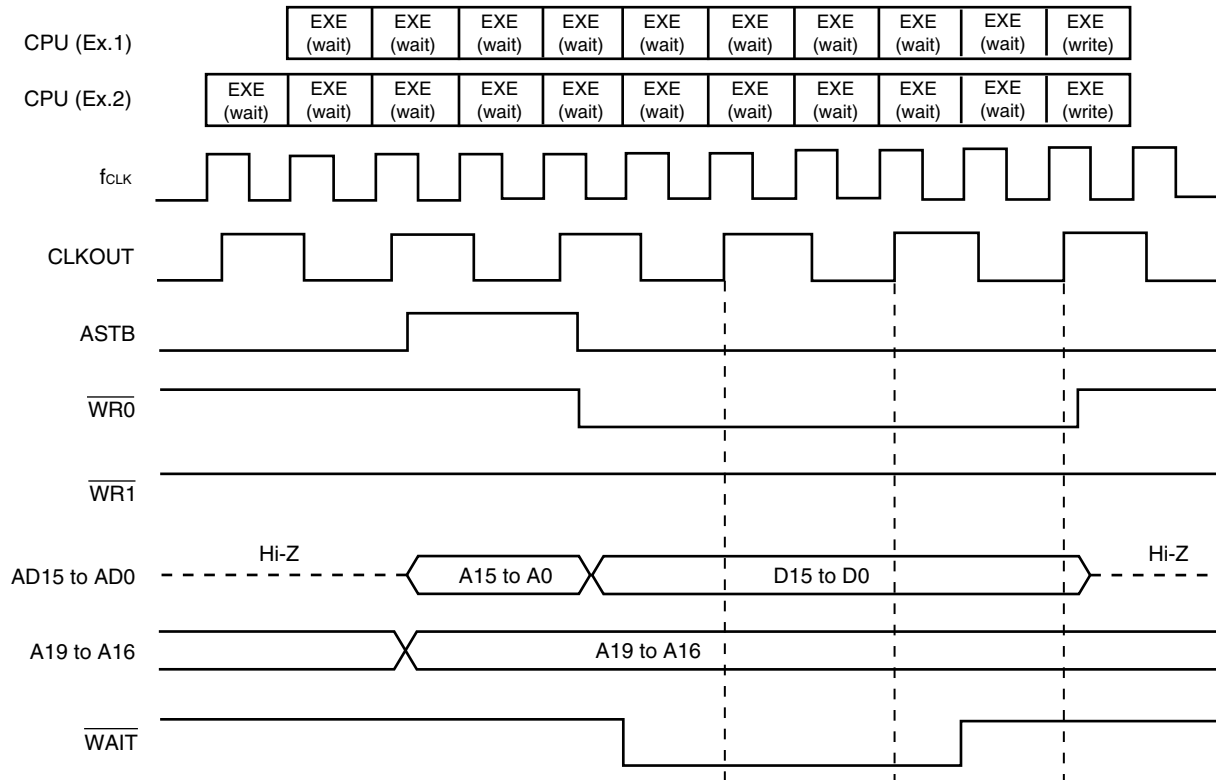 CPU (Ex.1)
EXE (wait) EXE (wait) EXE (wait) EXE (wait) EXE (wait) EXE (wait) EXE (wait) EXE (wait) EXE (wait) EXE (write)
CPU (Ex.2)
EXE (wait) EXE (wait) EXE (wait) EXE (wait) EXE (wait) EXE (wait) EXE (wait) EXE (wait) EXE (wait) EXE (wait) EXE (write)
fCLK
CLKOUT
ASTB
WR0
WR1
AD15 to AD0 Hi-Z A15 to A0 D15 to D0 Hi-Z
A19 to A16 A19 to A16
WAIT